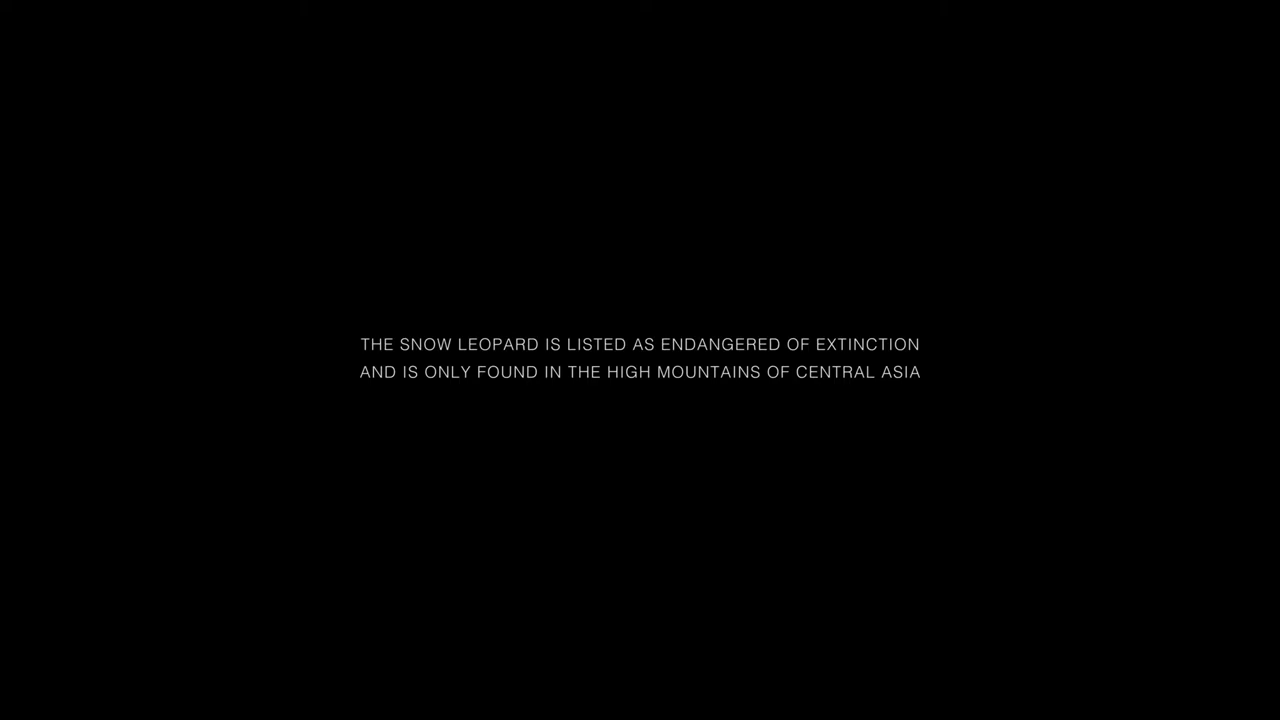 THE SNOW LEOPARD IS LISTED AS ENDANGERED OF EXTINCTION
AND IS ONLY FOUND IN THE HIGH MOUNTAINS OF CENTRAL ASIA